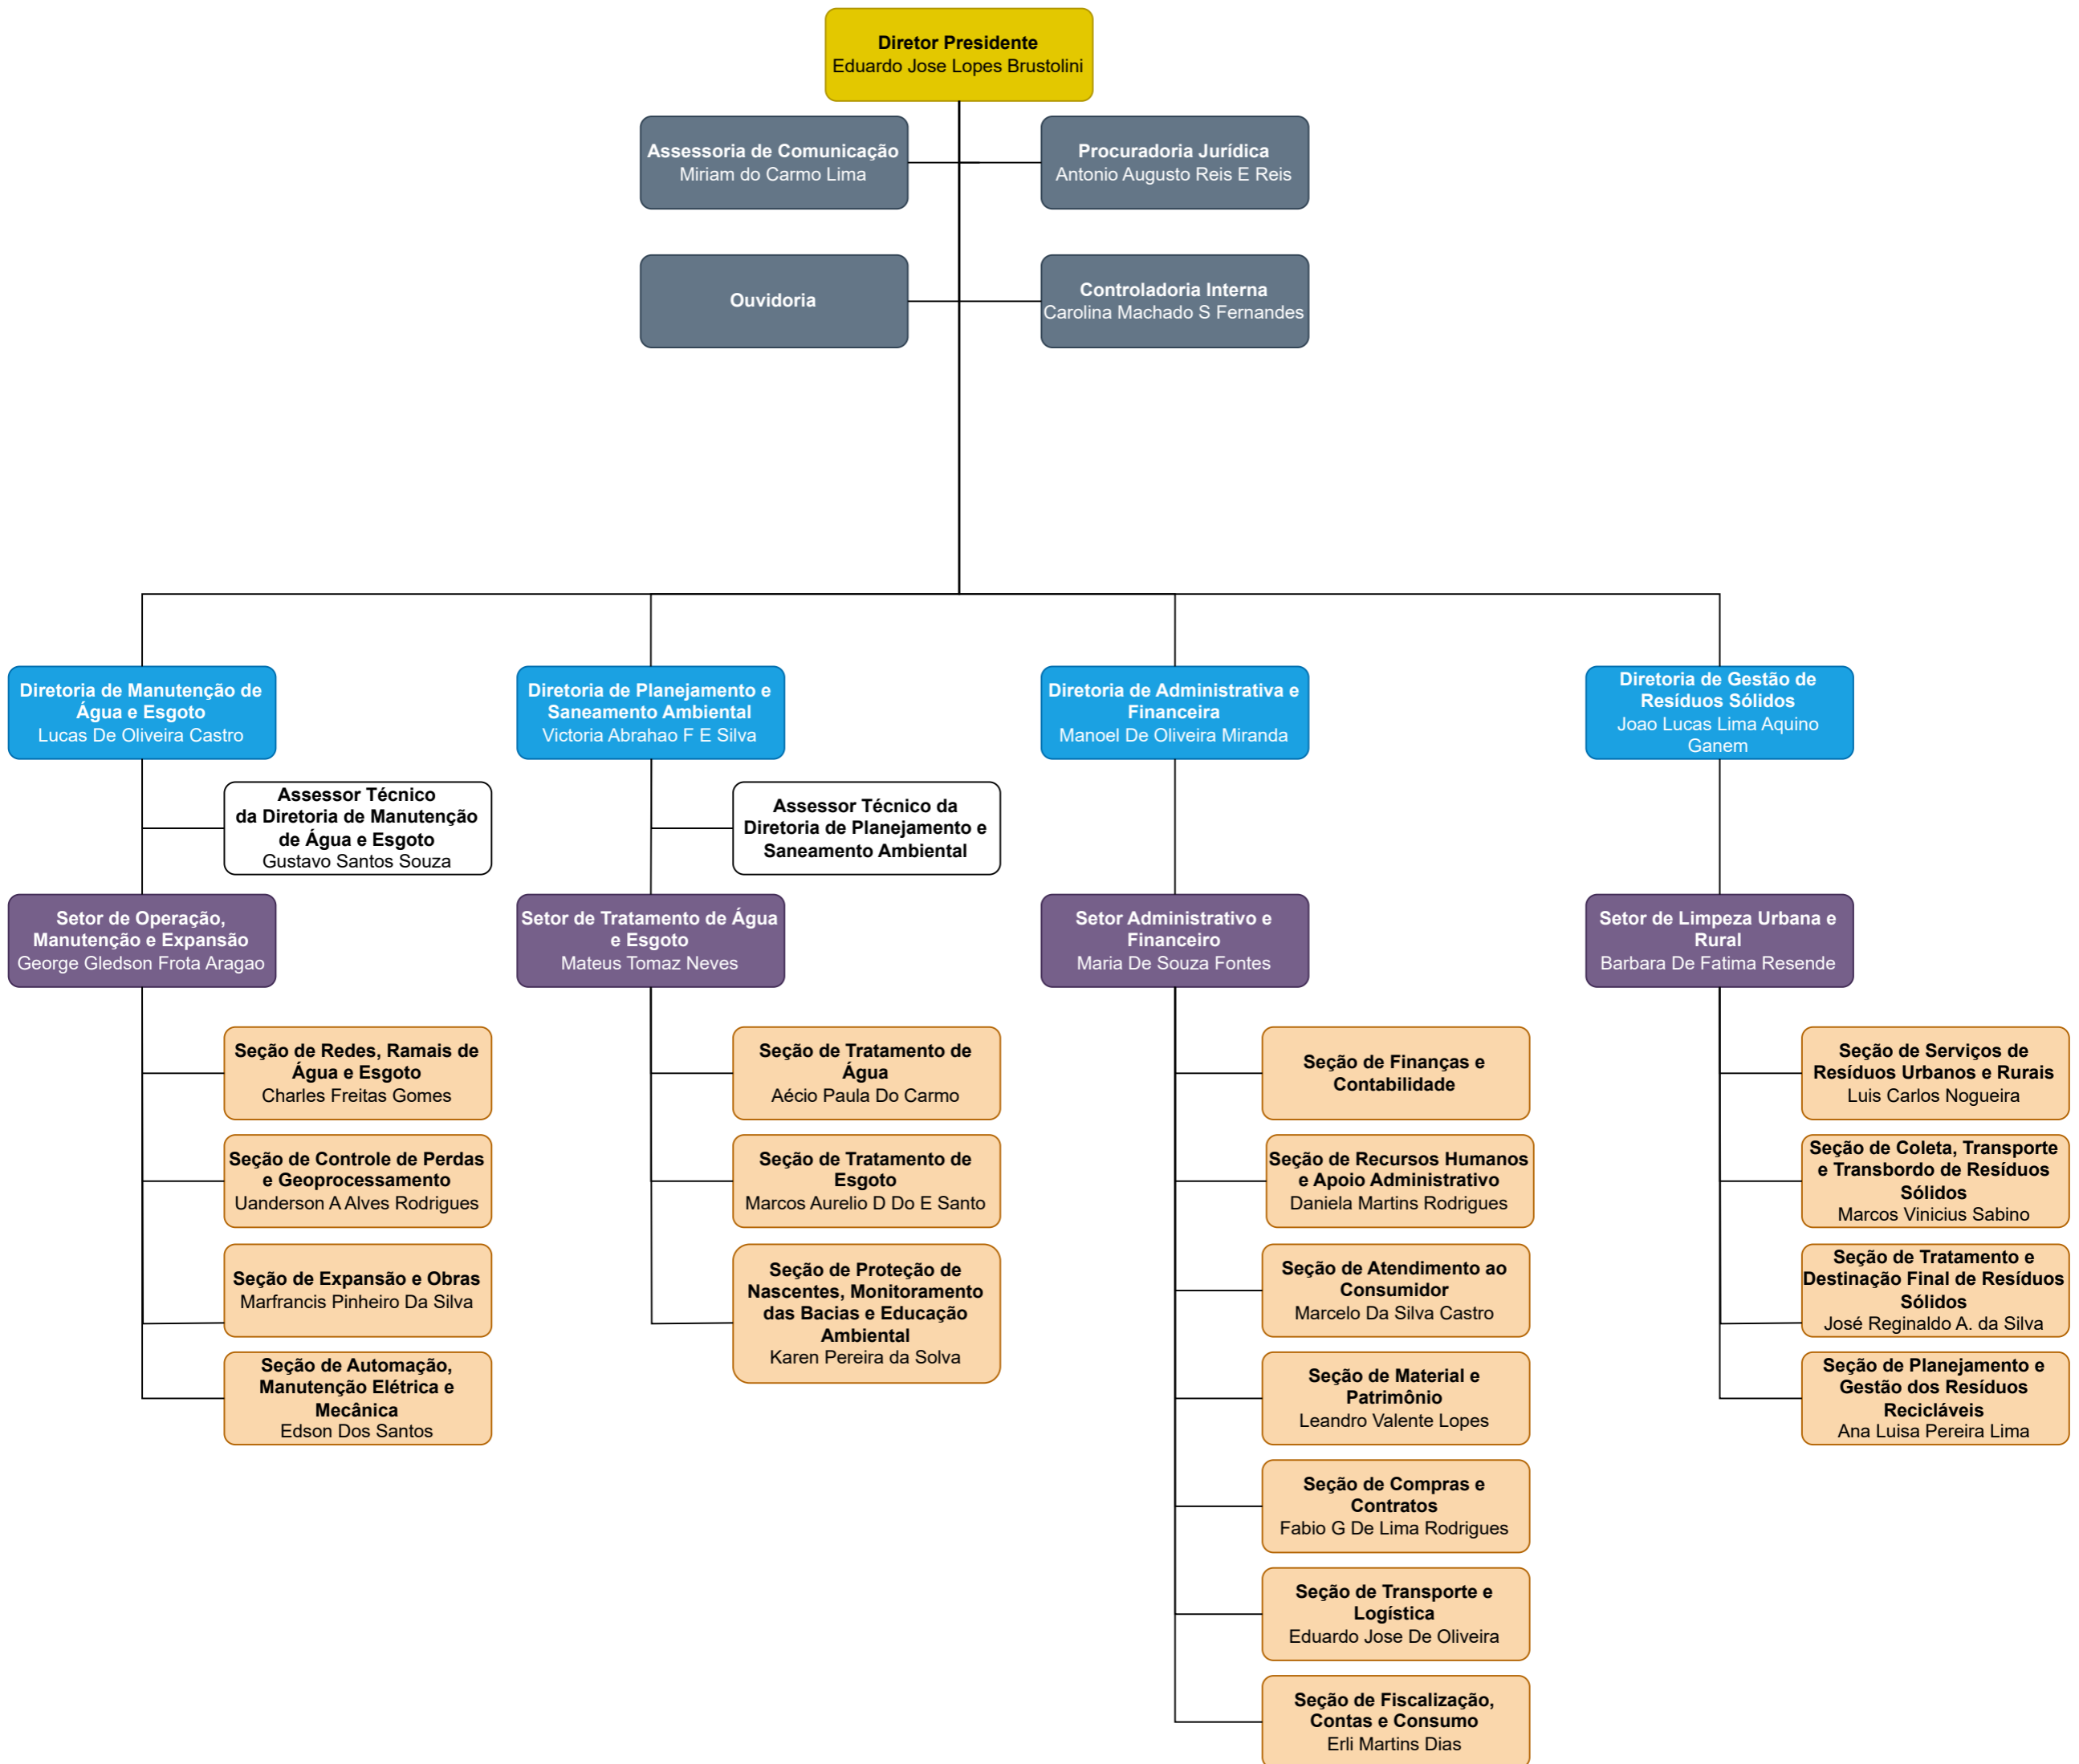 Diretor Presidente
Eduardo Jose Lopes Brustolini
Assessoria de Comunicação
Miriam do Carmo Lima
Procuradoria Jurídica
Antonio Augusto Reis E Reis
Ouvidoria
Controladoria Interna
Carolina Machado S Fernandes
Diretoria de Manutenção de
Água e Esgoto
Lucas De Oliveira Castro
Diretoria de Planejamento e
Saneamento Ambiental
Victoria Abrahao F E Silva
Diretoria de Administrativa e
Financeira
Manoel De Oliveira Miranda
Diretoria de Gestão de
Resíduos Sólidos
Joao Lucas Lima Aquino
Ganem
Assessor Técnico
da Diretoria de Manutenção
de Água e Esgoto
Gustavo Santos Souza
Assessor Técnico da
Diretoria de Planejamento e
Saneamento Ambiental
Setor de Operação,
Manutenção e Expansão
George Gledson Frota Aragao
Setor de Tratamento de Água
e Esgoto
Mateus Tomaz Neves
Setor Administrativo e
Financeiro
Maria De Souza Fontes
Setor de Limpeza Urbana e
Rural
Barbara De Fatima Resende
Seção de Redes, Ramais de
Água e Esgoto
Charles Freitas Gomes
Seção de Controle de Perdas
e Geoprocessamento
Uanderson A Alves Rodrigues
Seção de Expansão e Obras
Marfrancis Pinheiro Da Silva
Seção de Automação,
Manutenção Elétrica e
Mecânica
Edson Dos Santos
Seção de Tratamento de
Água
Aécio Paula Do Carmo
Seção de Tratamento de
Esgoto
Marcos Aurelio D Do E Santo
Seção de Proteção de
Nascentes, Monitoramento
das Bacias e Educação
Ambiental
Karen Pereira da Solva
Seção de Finanças e
Contabilidade
Seção de Recursos Humanos
e Apoio Administrativo
Daniela Martins Rodrigues
Seção de Atendimento ao
Consumidor
Marcelo Da Silva Castro
Seção de Material e
Patrimônio
Leandro Valente Lopes
Seção de Compras e
Contratos
Fabio G De Lima Rodrigues
Seção de Transporte e
Logística
Eduardo Jose De Oliveira
Seção de Fiscalização,
Contas e Consumo
Erli Martins Dias
Seção de Serviços de
Resíduos Urbanos e Rurais
Luis Carlos Nogueira
Seção de Coleta, Transporte
e Transbordo de Resíduos
Sólidos
Marcos Vinicius Sabino
Seção de Tratamento e
Destinação Final de Resíduos
Sólidos
José Reginaldo A. da Silva
Seção de Planejamento e
Gestão dos Resíduos
Recicláveis
Ana Luisa Pereira Lima